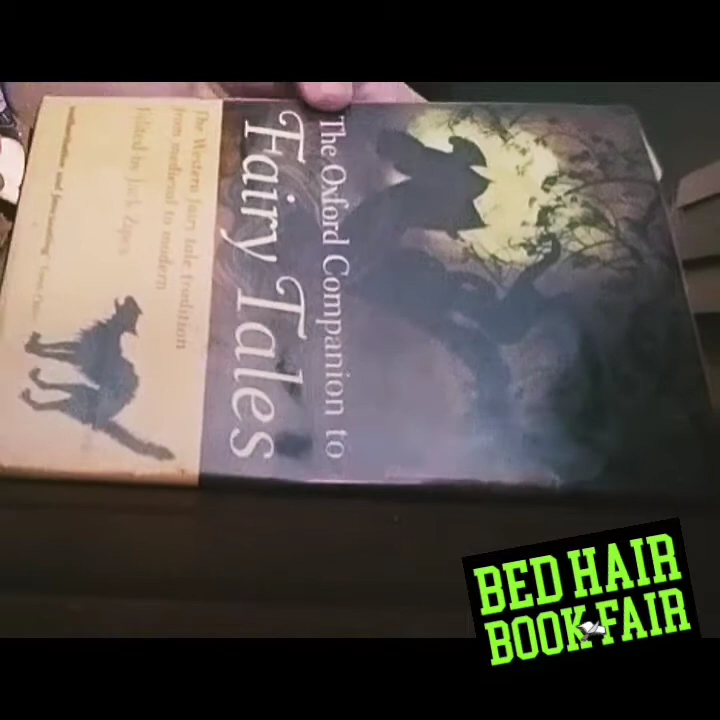 The Oxford Companion to
Fairy Tales
The Western fairy tale tradition
from medieval to modern
Edited by Jack Zipes
BED HAIR
BOOK FAIR